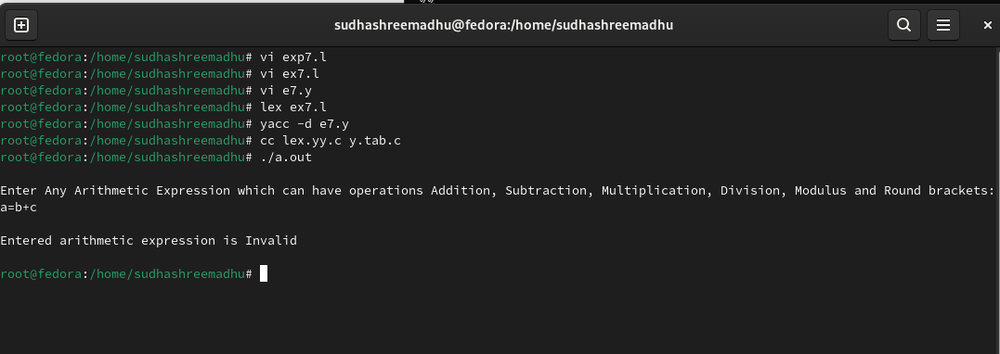 sudhashreemadhu@fedora:/home/sudhashreemadhu
root@fedora:/home/sudhashreemadhu# vi exp7.l
root@fedora:/home/sudhashreemadhu# vi ex7.l
root@fedora:/home/sudhashreemadhu# vi e7.y
root@fedora:/home/sudhashreemadhu# lex ex7.l
root@fedora:/home/sudhashreemadhu# yacc -d e7.y
root@fedora:/home/sudhashreemadhu# cc lex.yy.c y.tab.c
root@fedora:/home/sudhashreemadhu# ./a.out
Enter Any Arithmetic Expression which can have operations Addition, Subtraction, Multiplication, Division, Modulus and Round brackets:
a=b+c
Entered arithmetic expression is Invalid
root@fedora:/home/sudhashreemadhu#